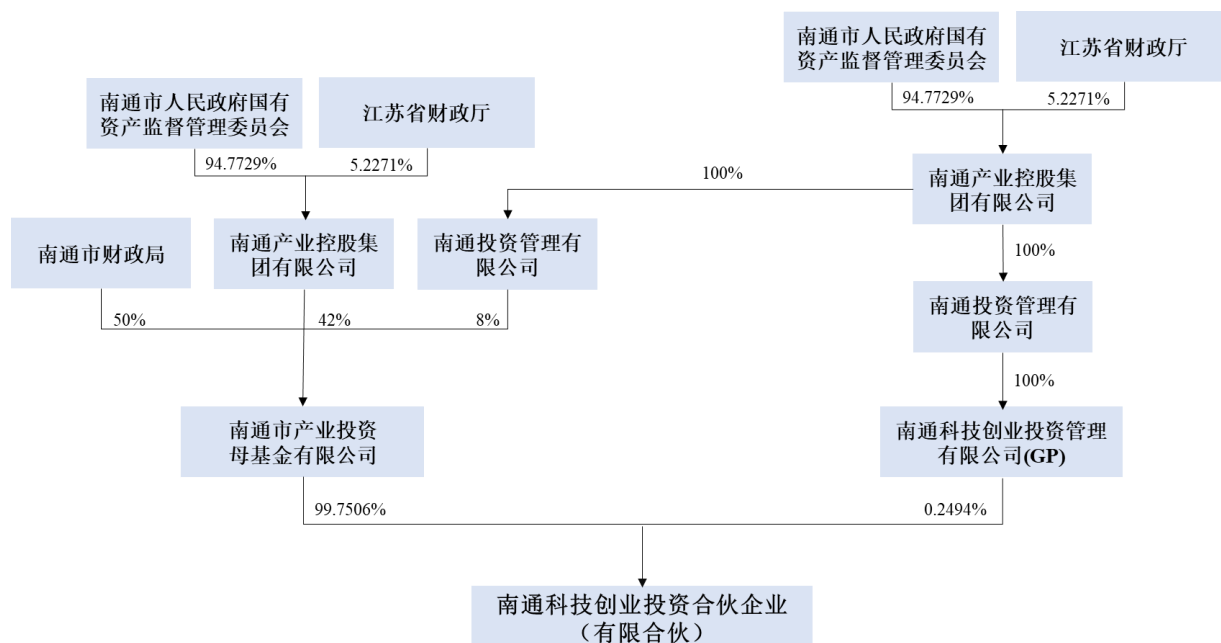 南通市人民政府国有
资产监督管理委员会
江苏省财政厅
94.7729%
5.2271%
南通市人民政府国有
资产监督管理委员会
江苏省财政厅
94.7729%
5.2271%
100%
南通产业控股集
团有限公司
南通市财政局
南通产业控股集
团有限公司
南通投资管理有
限公司
100%
50%
42%
8%
南通投资管理有
限公司
100%
南通市产业投资
母基金有限公司
南通科技创业投资管理
有限公司(GP)
99.7506%
0.2494%
南通科技创业投资合伙企业
（有限合伙）